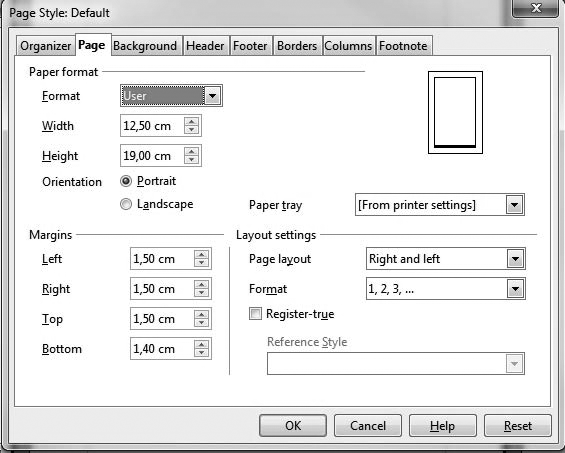 Page Style: Default
Organizer Page Background Header Footer Borders Columns Footnote
Paper format
Format User
Width 12,50 cm
Height 19,00 cm
Orientation Portrait
Landscape
Paper tray [From printer settings]
Margins
Left 1,50 cm
Right 1,50 cm
Top 1,50 cm
Bottom 1,40 cm
Layout settings
Page layout Right and left
Format 1, 2, 3, ...
Register-true
Reference Style
OK Cancel Help Reset